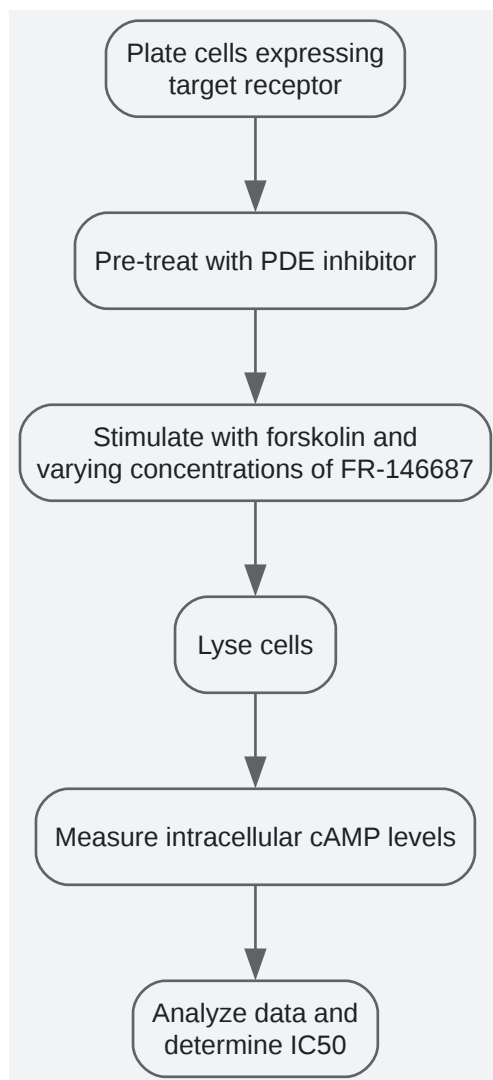 Plate cells expressing
target receptor
Pre-treat with PDE inhibitor
Stimulate with forskolin and
varying concentrations of FR-146687
Lyse cells
Measure intracellular cAMP levels
Analyze data and
determine IC50